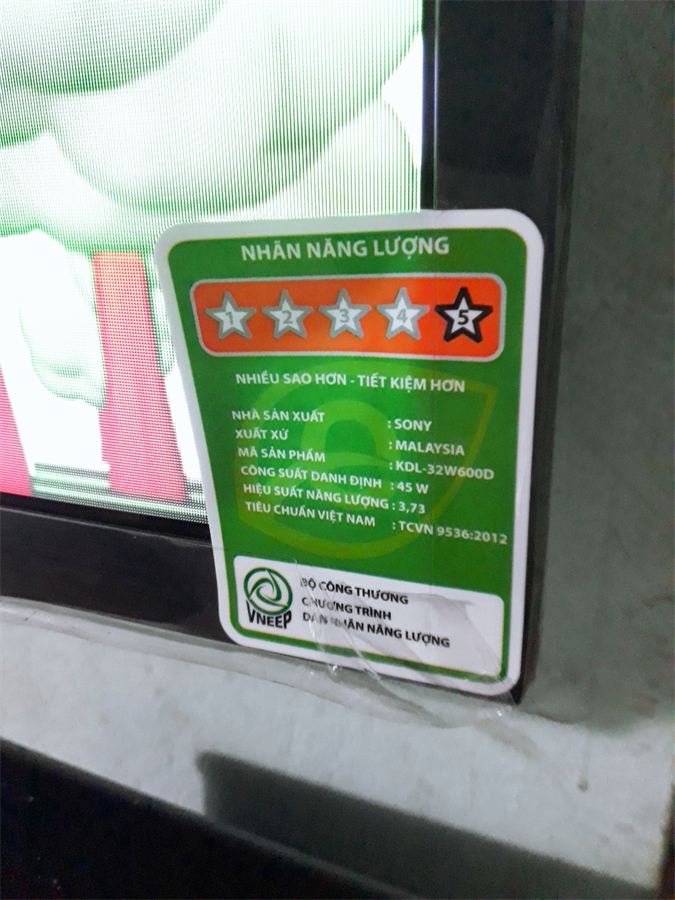 NHÃN NĂNG LƯỢNG
1 2 3 4 5
NHIỀU SAO HƠN - TIẾT KIỆM HƠN
NHÀ SẢN XUẤT : SONY
XUẤT XỨ : MALAYSIA
MÃ SẢN PHẨM : KDL-32W600D
CÔNG SUẤT DANH ĐỊNH : 45 W
HIỆU SUẤT NĂNG LƯỢNG : 3,73
TIÊU CHUẨN VIỆT NAM : TCVN 9536:2012
VNEEP
BỘ CÔNG THƯƠNG
CHƯƠNG TRÌNH
DÁN NHÃN NĂNG LƯỢNG